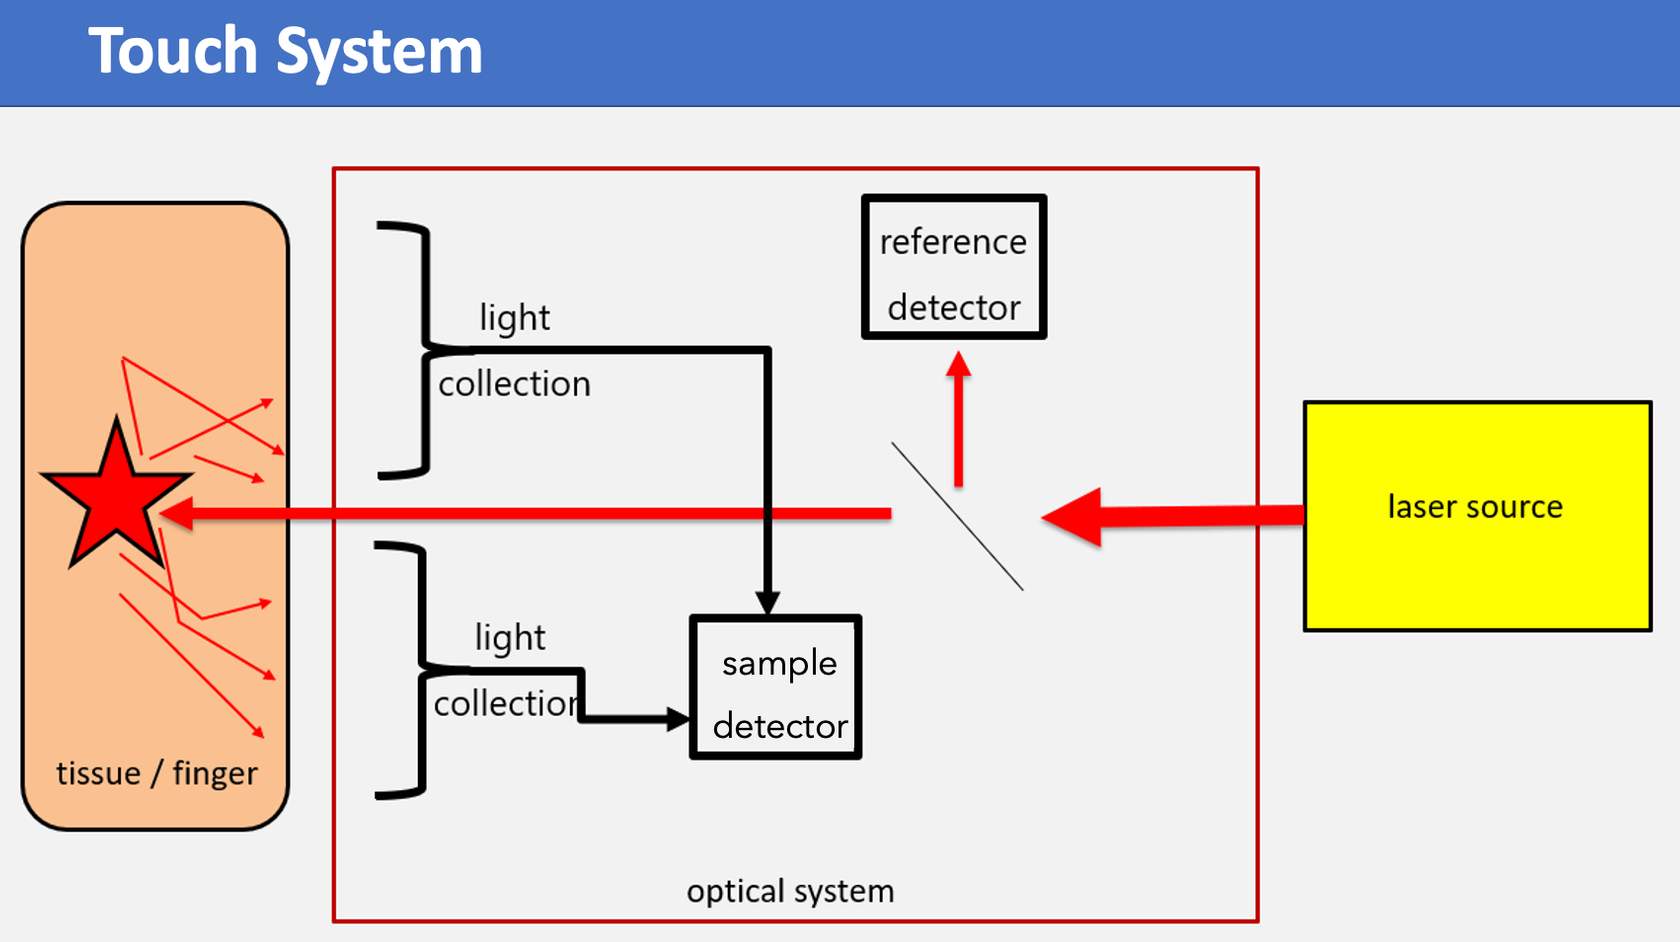 Touch System
reference
detector
light
collection
laser source
light
collection
sample
detector
tissue / finger
optical system